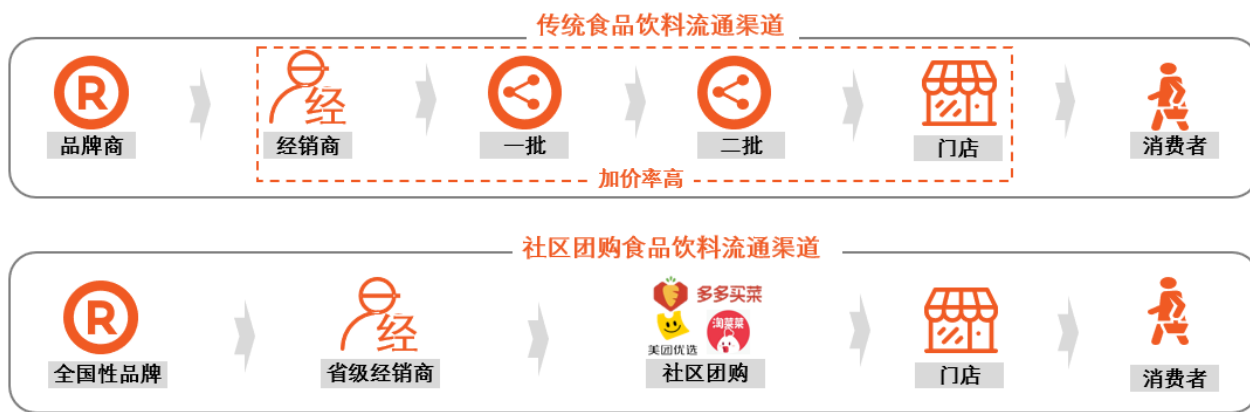 传统食品饮料流通渠道
R
经
品牌商
经销商
一批
二批
门店
消费者
加价率高
社区团购食品饮料流通渠道
R
经
多多买菜
淘菜菜
美团优选
全国性品牌
省级经销商
社区团购
门店
消费者